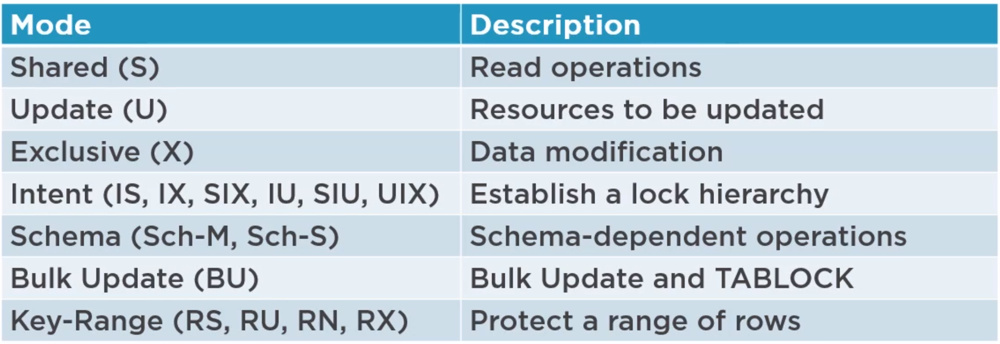 Mode Description
Shared (S) Read operations
Update (U) Resources to be updated
Exclusive (X) Data modification
Intent (IS, IX, SIX, IU, SIU, UIX) Establish a lock hierarchy
Schema (Sch-M, Sch-S) Schema-dependent operations
Bulk Update (BU) Bulk Update and TABLOCK
Key-Range (RS, RU, RN, RX) Protect a range of rows